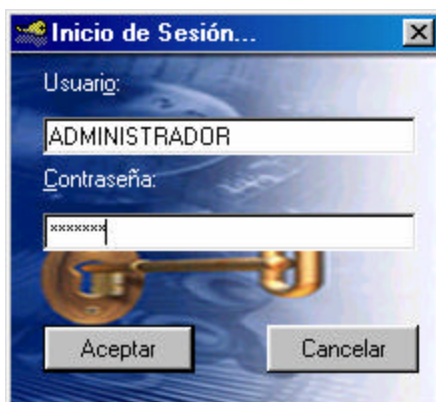 Inicio de Sesión...
Usuario:
ADMINISTRADOR
Contraseña:
*******
Aceptar
Cancelar